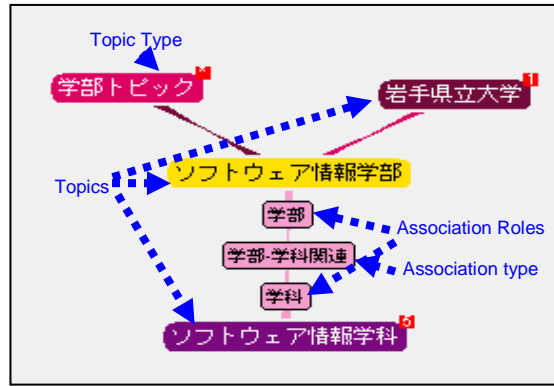 Topic Type
学部トピック
岩手県立大学
1
ソフトウェア情報学部
Topics
学部
Association Roles
学部-学科関連
Association type
学科
ソフトウェア情報学科
5